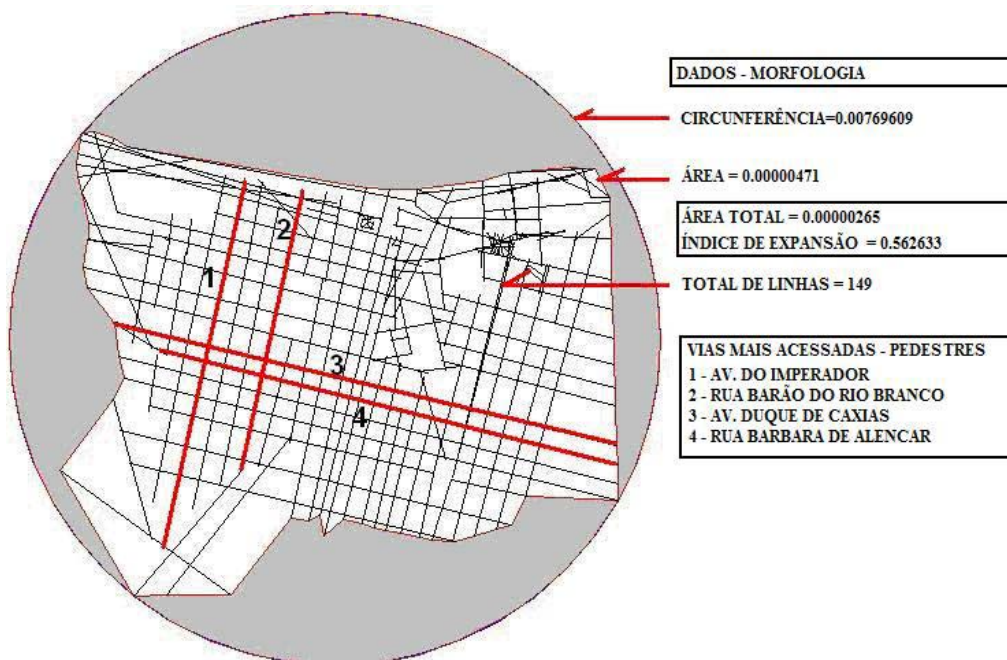 DADOS - MORFOLOGIA
CIRCUNFERÊNCIA=0.00769609
ÁREA = 0.00000471
ÁREA TOTAL = 0.00000265
ÍNDICE DE EXPANSÃO = 0.562633
TOTAL DE LINHAS = 149
VIAS MAIS ACESSADAS - PEDESTRES
1 - AV. DO IMPERADOR
2 - RUA BARÃO DO RIO BRANCO
3 - AV. DUQUE DE CAXIAS
4 - RUA BARBARA DE ALENCAR
2
1
3
4